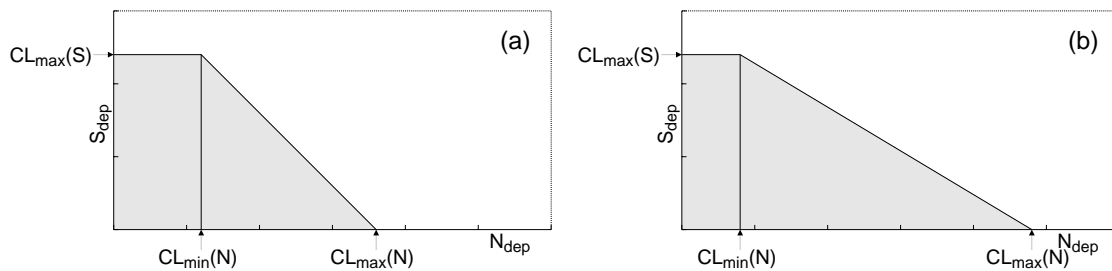 (a)
CLmax(S)
Sdep
Ndep
CLmin(N)
CLmax(N)
(b)
CLmax(S)
Sdep
Ndep
CLmin(N)
CLmax(N)